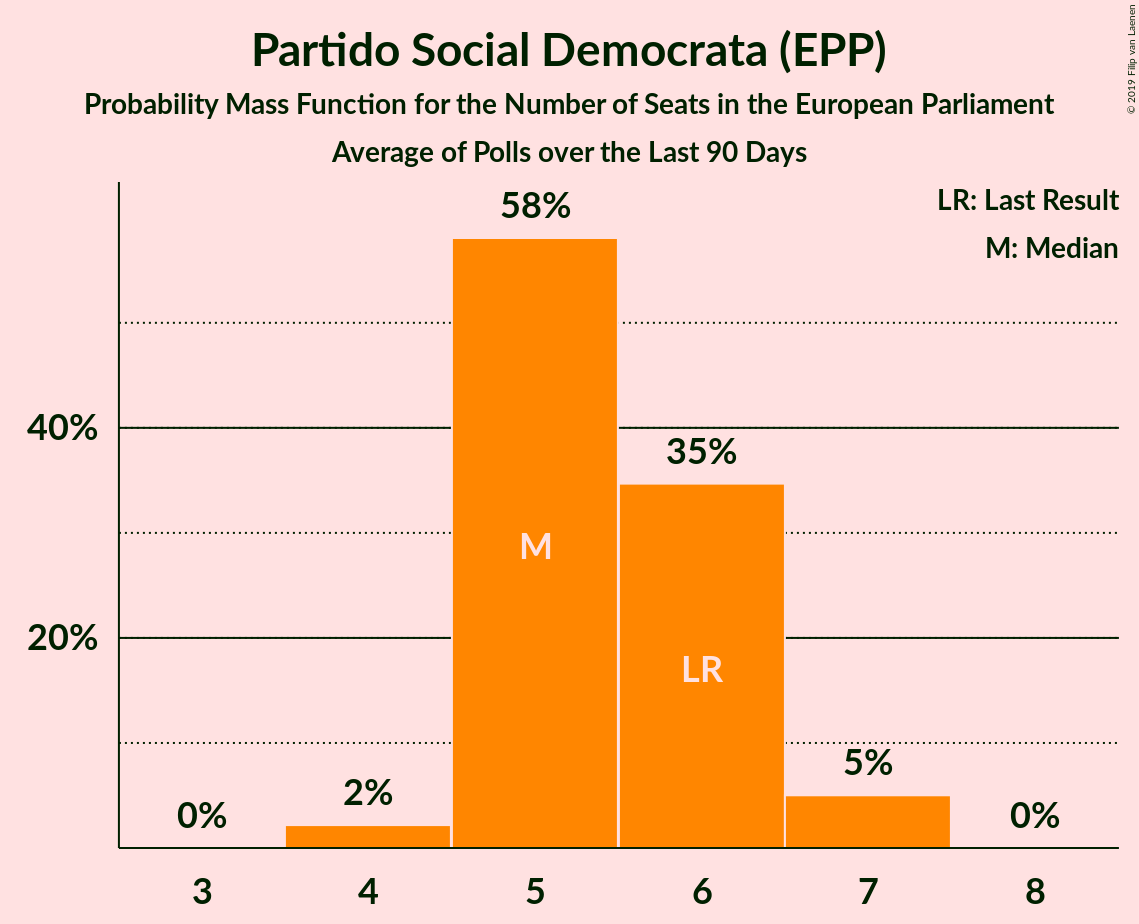 Partido Social Democrata (EPP)
Probability Mass Function for the Number of Seats in the European Parliament
Average of Polls over the Last 90 Days
© 2019 Filip van Laenen
LR: Last Result
M: Median
58%
40%
35%
M
20%
LR
5%
2%
0%
0%
3 4 5 6 7 8